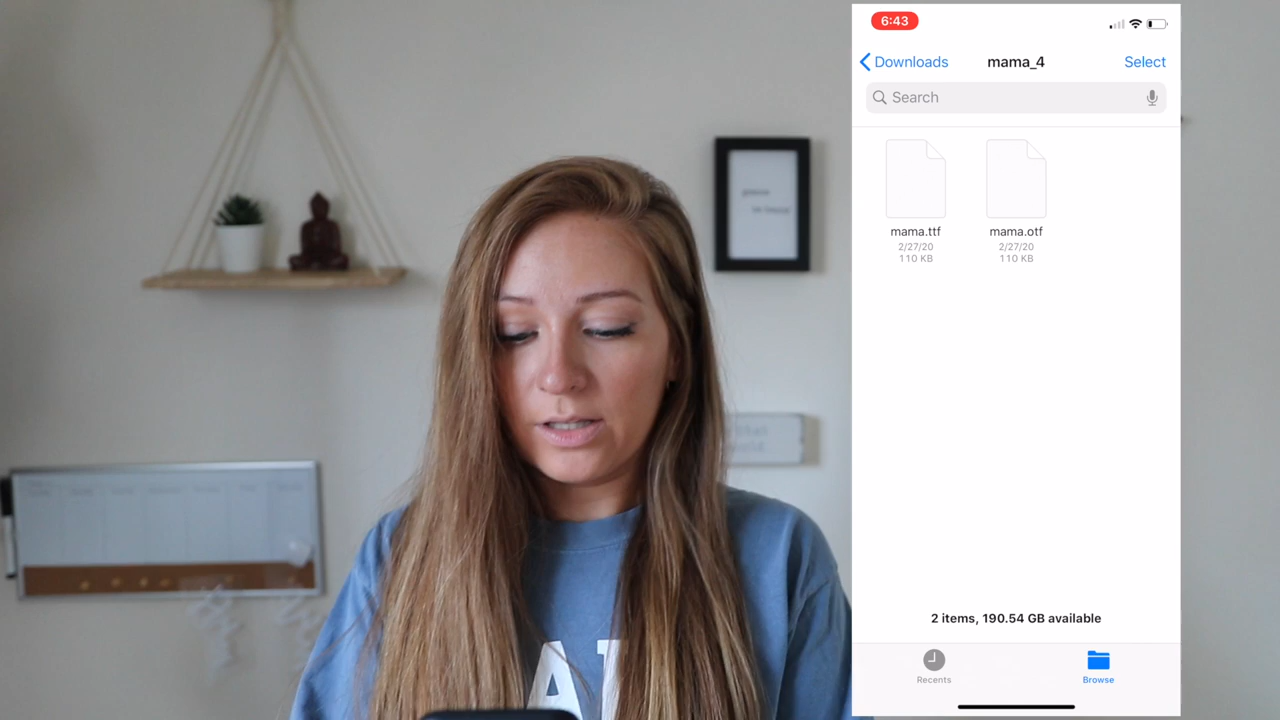 6:43
Downloads
mama_4
Select
Search
mama.ttf
2/27/20
110 KB
mama.otf
2/27/20
110 KB
2 items, 190.54 GB available
Recents
Browse